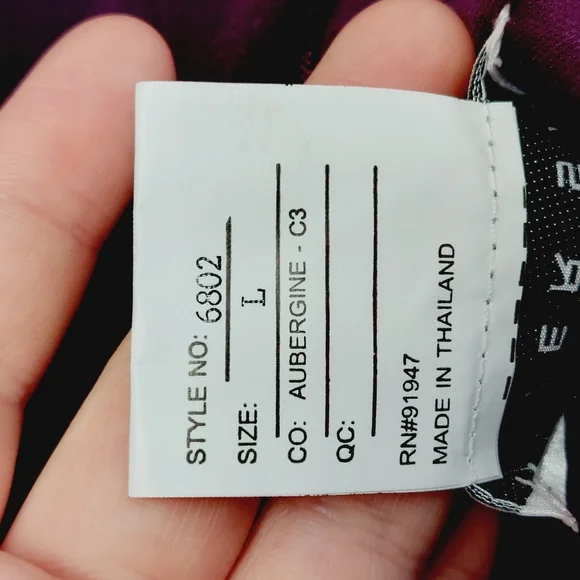 STYLE NO: 6802
SIZE: L
CO: AUBERGINE - C3
QC:
RN#91947
MADE IN THAILAND